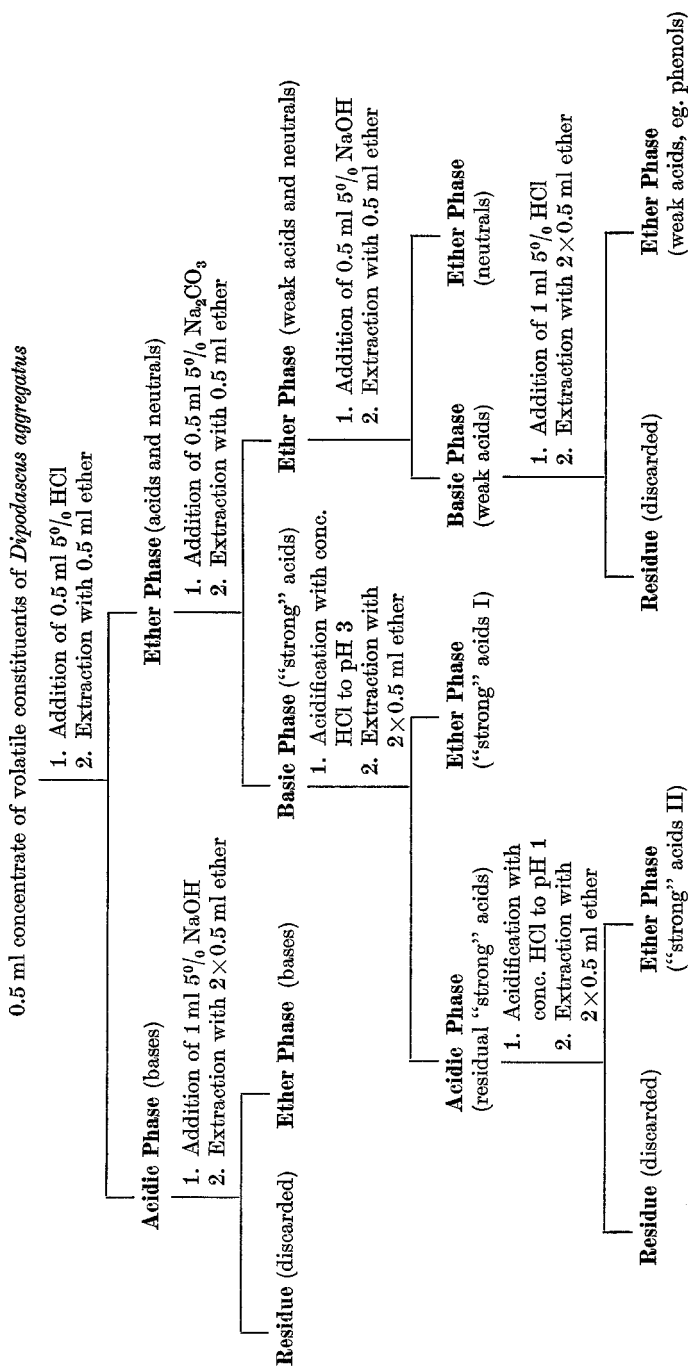 0.5 ml concentrate of volatile constituents of Dipodascus aggregatus
1. Addition of 0.5 ml 5% HCl
2. Extraction with 0.5 ml ether
Acidic Phase (bases)
1. Addition of 1 ml 5% NaOH
2. Extraction with 2×0.5 ml ether
Residue (discarded)
Ether Phase (bases)
Ether Phase (acids and neutrals)
1. Addition of 0.5 ml 5% Na₂CO₃
2. Extraction with 0.5 ml ether
Basic Phase (“strong” acids)
1. Acidification with conc.
HCl to pH 3
2. Extraction with
2×0.5 ml ether
Acidic Phase
(residual “strong” acids)
1. Acidification with
conc. HCl to pH 1
2. Extraction with
2×0.5 ml ether
Residue (discarded)
Ether Phase
(“strong” acids II)
Ether Phase
(“strong” acids I)
Ether Phase (weak acids and neutrals)
1. Addition of 0.5 ml 5% NaOH
2. Extraction with 0.5 ml ether
Basic Phase
(weak acids)
1. Addition of 1 ml 5% HCl
2. Extraction with 2×0.5 ml ether
Residue (discarded)
Ether Phase
(weak acids, eg. phenols)
Ether Phase
(neutrals)